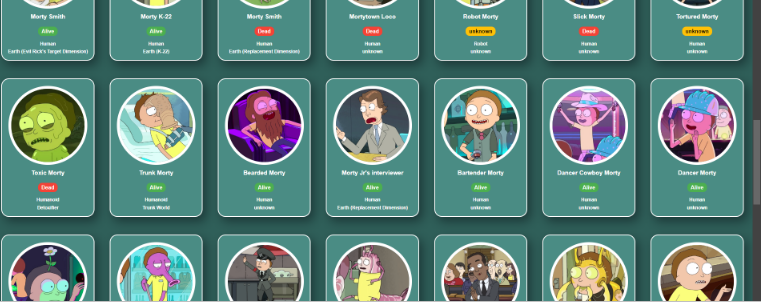 Morty Smith
Morty K-22
Morty Smith
Mortytown Loco
Robot Morty
Slick Morty
Tortured Morty
Alive
Alive
Dead
Dead
unknown
Dead
unknown
Human
Human
Human
Human
Robot
Human
Human
Earth (Evil Rick's Target Dimension)
Earth (K-22)
Earth (Replacement Dimension)
unknown
unknown
unknown
unknown
Toxic Morty
Trunk Morty
Bearded Morty
Morty Jr's interviewer
Bartender Morty
Dancer Cowboy Morty
Dancer Morty
Dead
Alive
Alive
Alive
Alive
Alive
Alive
Humanoid
Humanoid
Human
Human
Human
Human
Human
Detoxifier
Trunk World
unknown
Earth (Replacement Dimension)
unknown
unknown
unknown